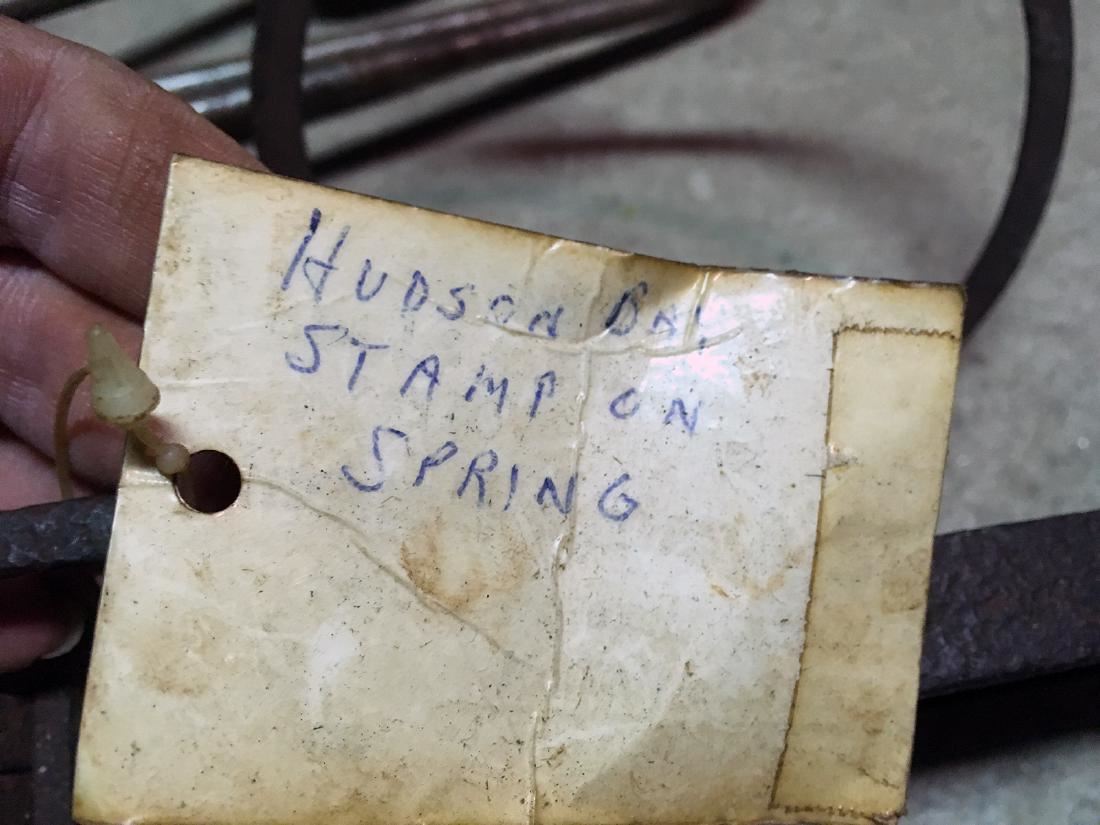 HUDSON BAY
STAMP ON
SPRING